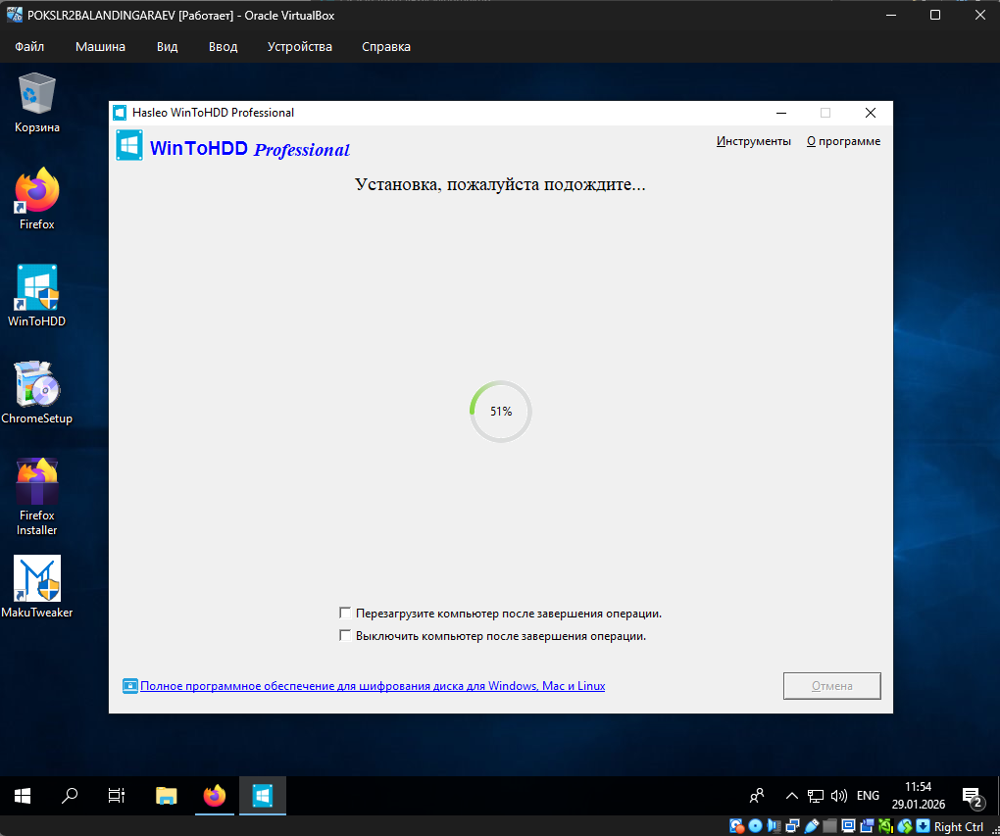 POKSLR2BALANDINGARAEV [Работает] - Oracle VirtualBox
Файл Машина Вид Ввод Устройства Справка
Корзина
Firefox
WinToHDD
ChromeSetup
Firefox
Installer
MakuTweaker
Hasleo WinToHDD Professional
WinToHDD Professional
Инструменты О программе
Установка, пожалуйста подождите...
51%
Перезагрузите компьютер после завершения операции.
Выключить компьютер после завершения операции.
Полное программное обеспечение для шифрования диска для Windows, Mac и Linux
Отмена
ENG
11:54
29.01.2026
2
Right Ctrl